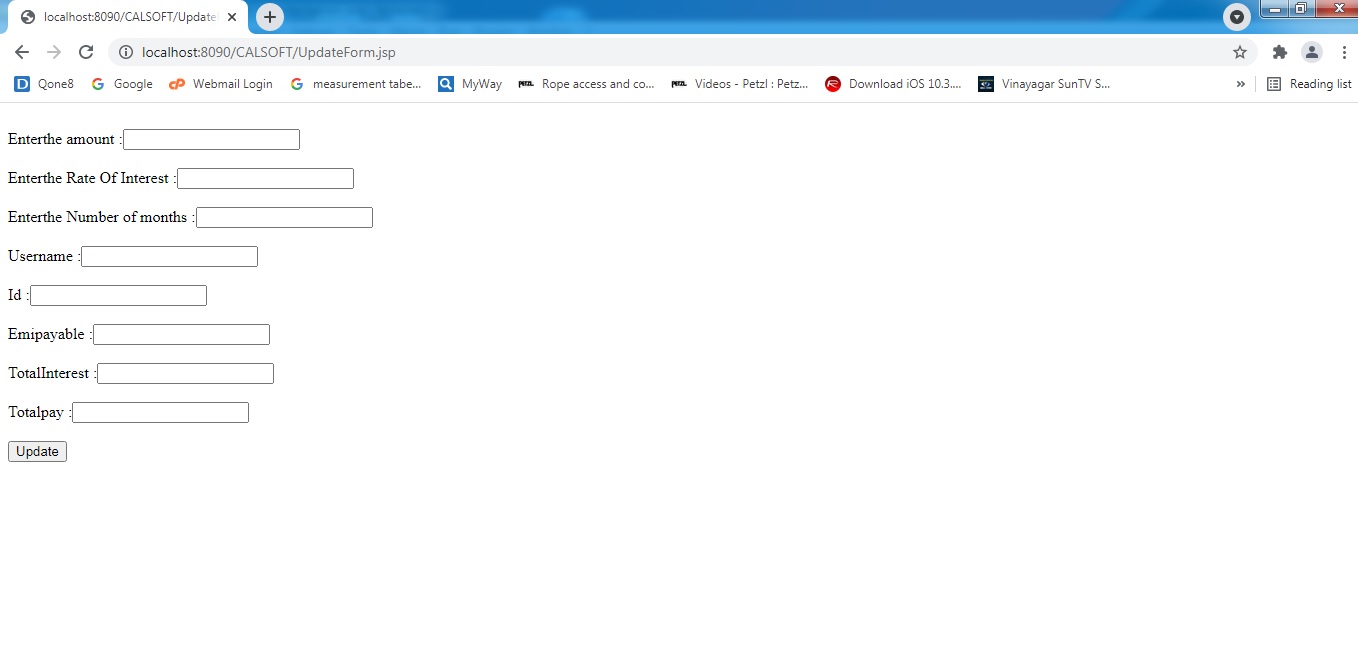 localhost:8090/CALSOFT/Update
localhost:8090/CALSOFT/UpdateForm.jsp
Qone8 Google Webmail Login measurement tabe... MyWay Rope access and co... Videos - Petzl : Petz... Download iOS 10.3.... Vinayagar SunTV S... » Reading list
Enterthe amount :
Enterthe Rate Of Interest :
Enterthe Number of months :
Username :
Id :
Emipayable :
TotalInterest :
Totalpay :
Update